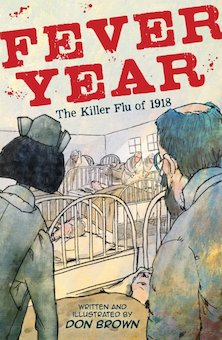 FEVER
YEAR
The Killer Flu of 1918
WRITTEN AND
ILLUSTRATED BY
DON BROWN